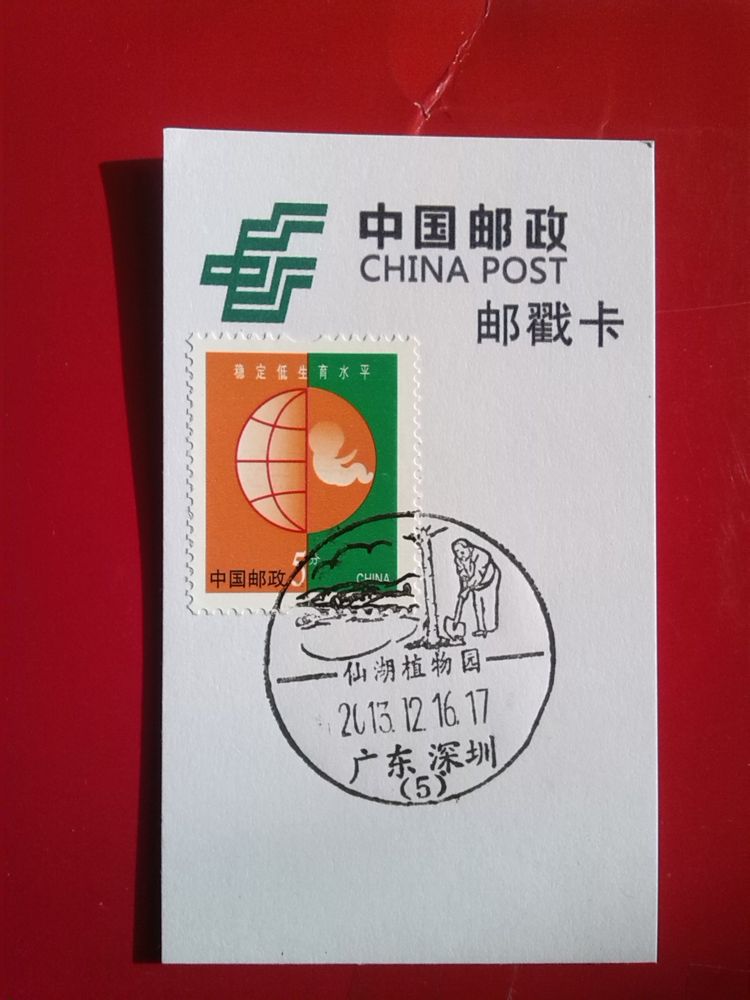 中国邮政
CHINA POST
邮戳卡
稳定低生育水平
中国邮政 5分 CHINA
仙湖植物园
2013.12.16.17
广东 深圳
(5)